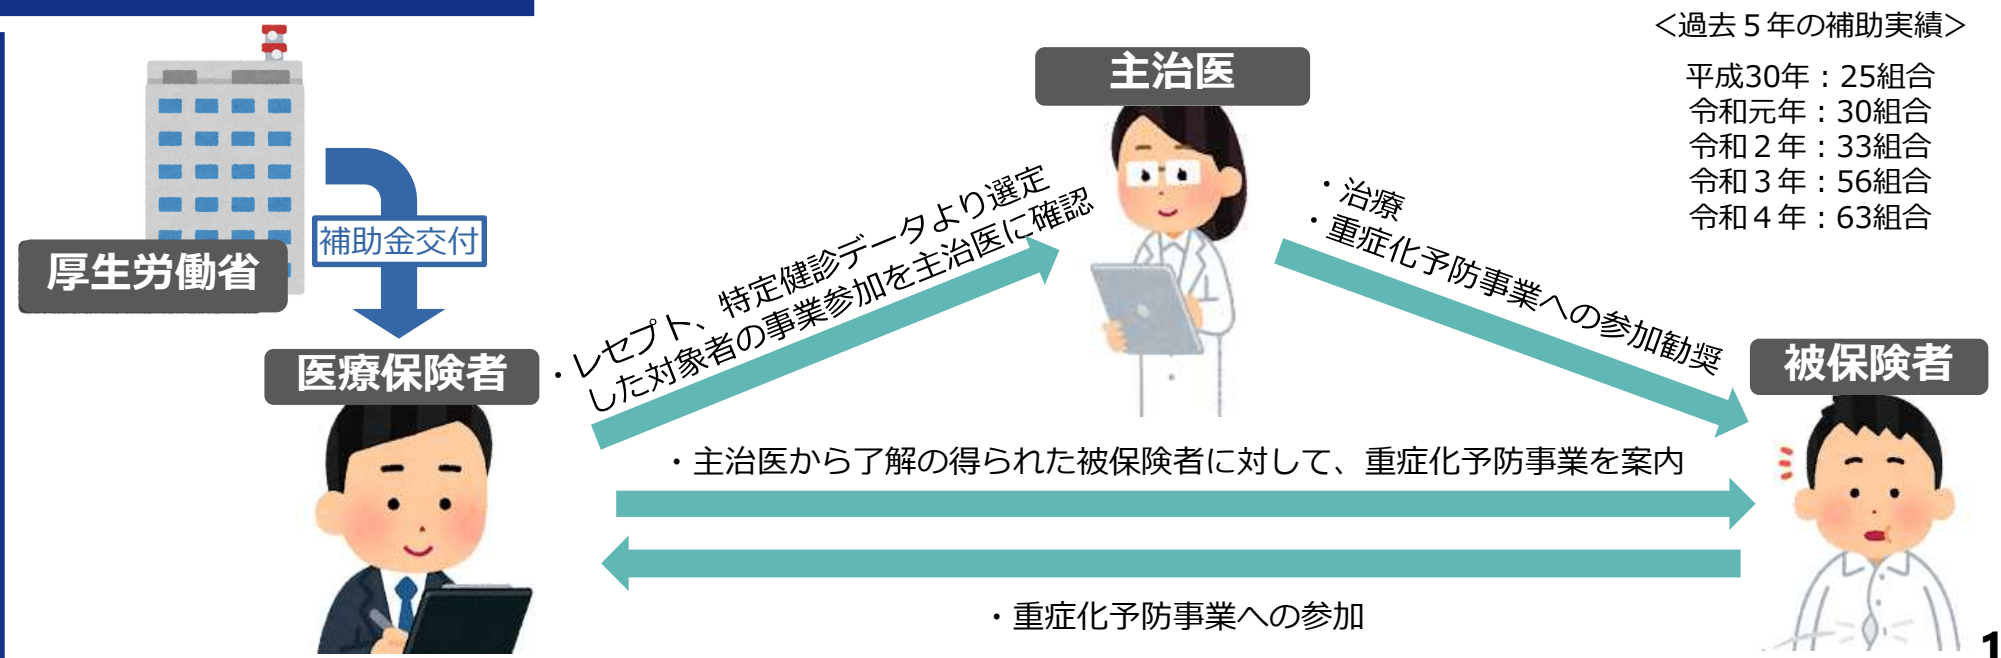 ＜過去５年の補助実績＞
平成30年：25組合
令和元年：30組合
令和２年：33組合
令和３年：56組合
令和４年：63組合
主治医
厚生労働省
補助金交付
医療保険者
・レセプト、特定健診データより選定
した対象者の事業参加を主治医に確認
・治療
・重症化予防事業への参加勧奨
被保険者
・主治医から了解の得られた被保険者に対して、重症化予防事業を案内
・重症化予防事業への参加
1